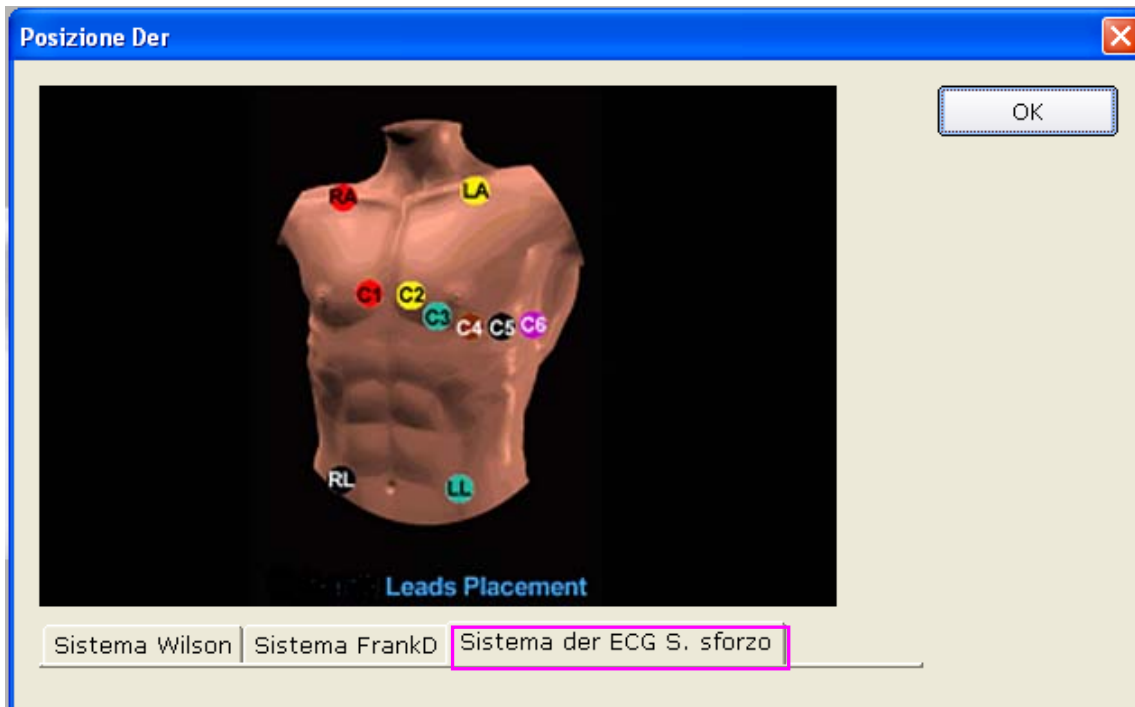 Posizione Der
OK
RA LA
C1 C2
C3 C4 C5 C6
RL LL
Leads Placement
Sistema Wilson Sistema FrankD Sistema der ECG S. sforzo